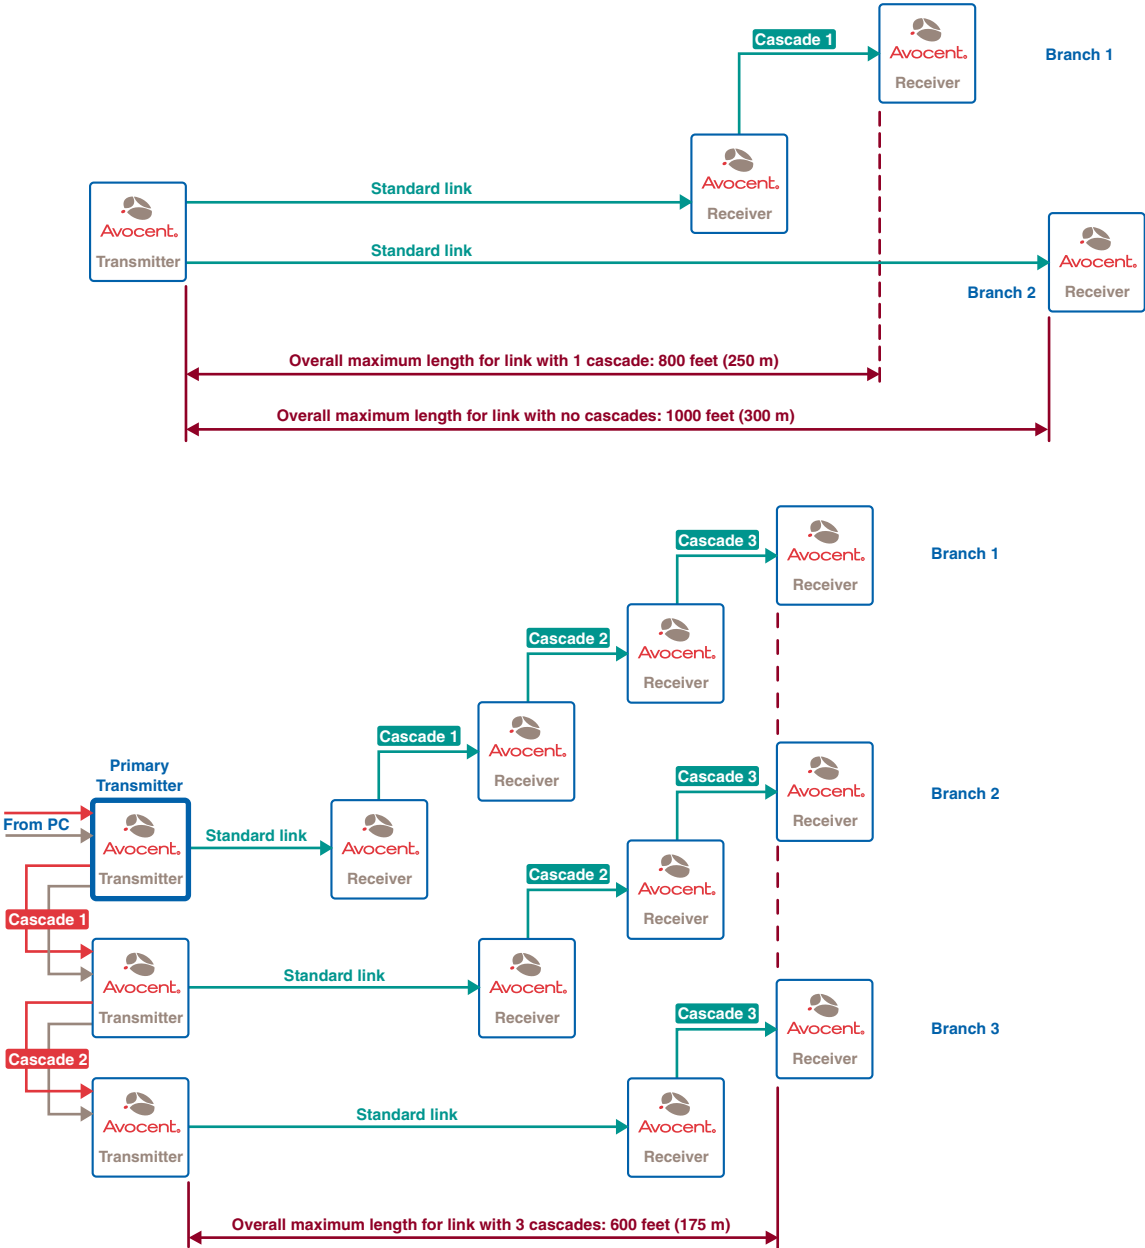 Cascade 1
Avocent.
Receiver
Branch 1
Avocent.
Receiver
Standard link
Avocent.
Transmitter
Standard link
Avocent.
Receiver
Branch 2
Overall maximum length for link with 1 cascade: 800 feet (250 m)
Overall maximum length for link with no cascades: 1000 feet (300 m)
Cascade 3
Avocent.
Receiver
Branch 1
Cascade 2
Avocent.
Receiver
Cascade 1
Avocent.
Receiver
Primary
Transmitter
From PC
Avocent.
Transmitter
Standard link
Avocent.
Receiver
Cascade 3
Avocent.
Receiver
Branch 2
Cascade 2
Avocent.
Receiver
Cascade 1
Avocent.
Transmitter
Standard link
Avocent.
Receiver
Cascade 3
Avocent.
Receiver
Branch 3
Cascade 2
Avocent.
Transmitter
Standard link
Avocent.
Receiver
Overall maximum length for link with 3 cascades: 600 feet (175 m)